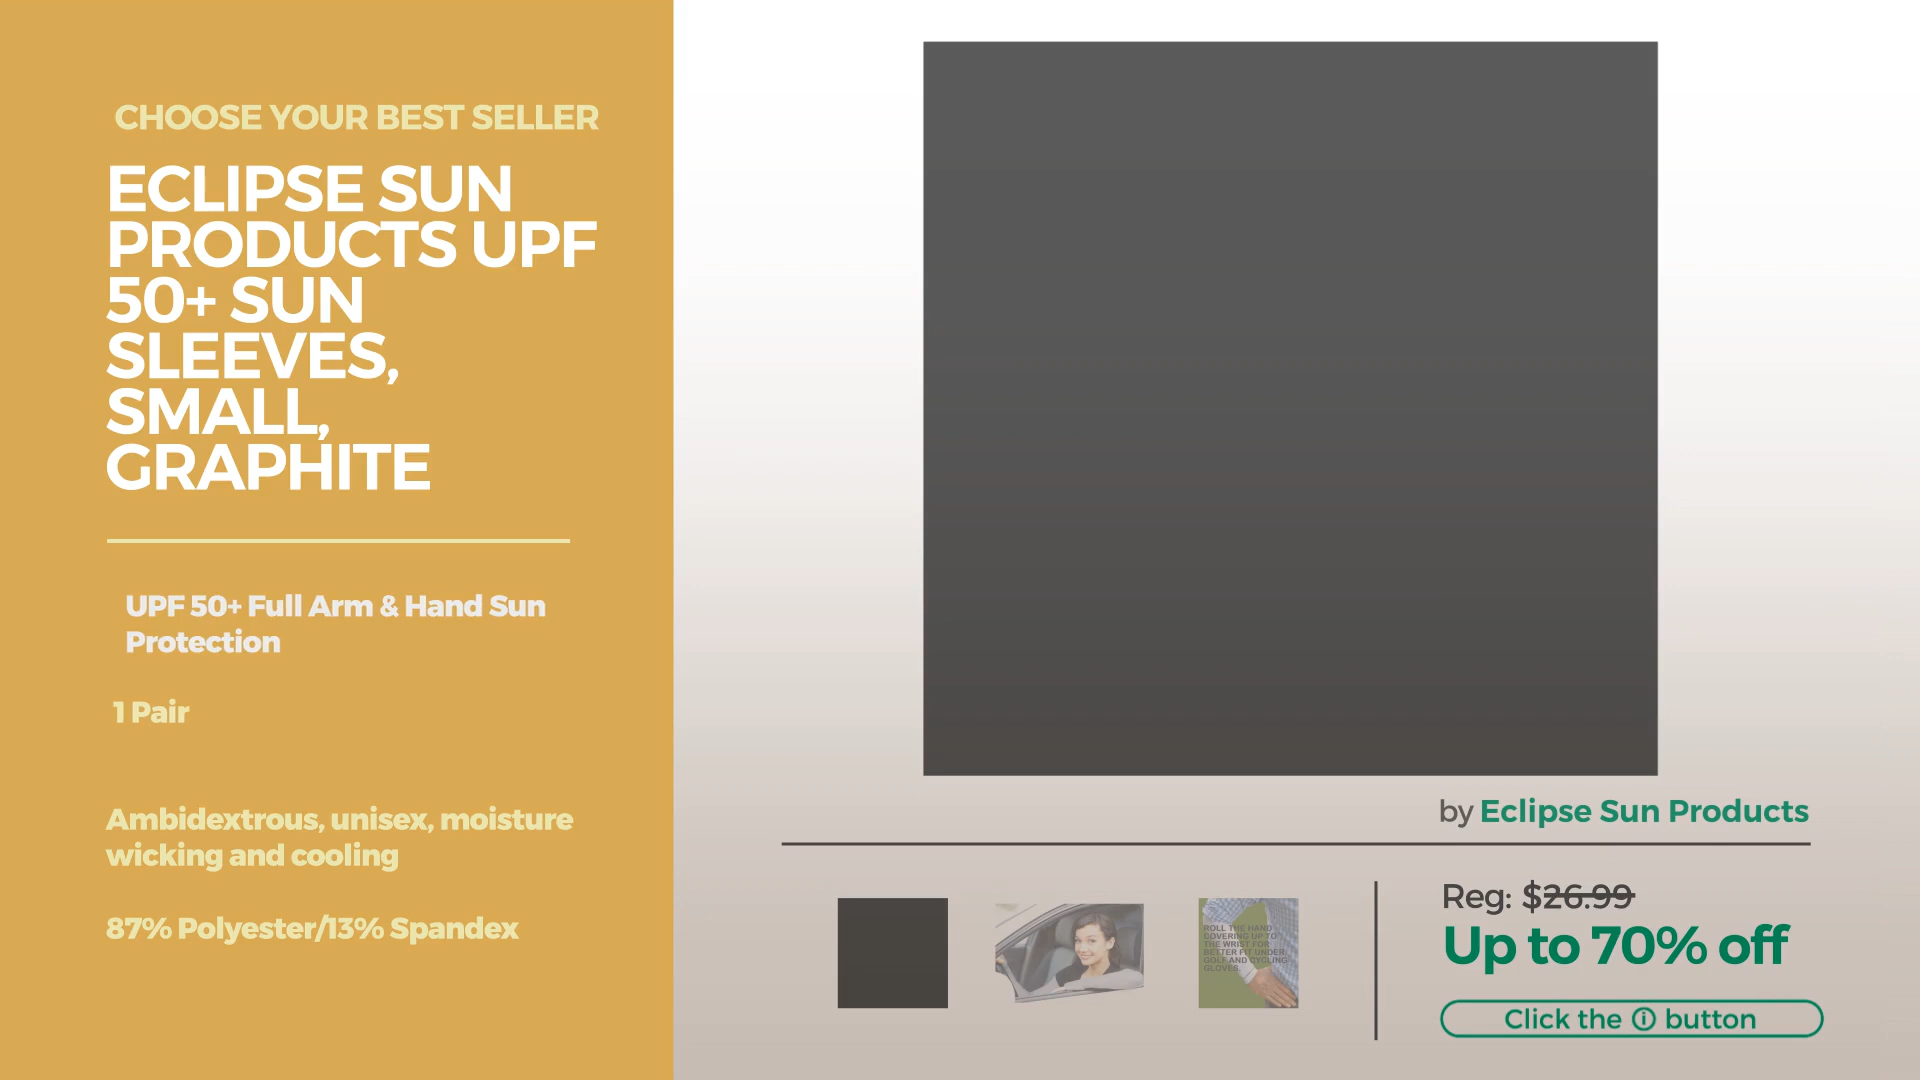 CHOOSE YOUR BEST SELLER
ECLIPSE SUN
PRODUCTS UPF
50+ SUN
SLEEVES,
SMALL,
GRAPHITE
UPF 50+ Full Arm & Hand Sun
Protection
1 Pair
Ambidextrous, unisex, moisture
wicking and cooling
87% Polyester/13% Spandex
by Eclipse Sun Products
ROLL THE HAND
COVERING UP TO
THE WRIST FOR
BETTER FIT UNDER
GOLF AND CYCLING
GLOVES.
Reg: $26.99
Up to 70% off
Click the ⓘ button